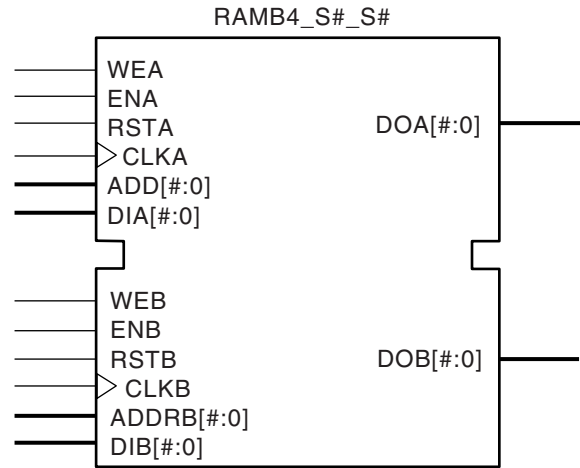 RAMB4_S#_S#
WEA
ENA
RSTA
CLKA
ADD[#:0]
DIA[#:0]
DOA[#:0]
WEB
ENB
RSTB
CLKB
ADDRB[#:0]
DIB[#:0]
DOB[#:0]